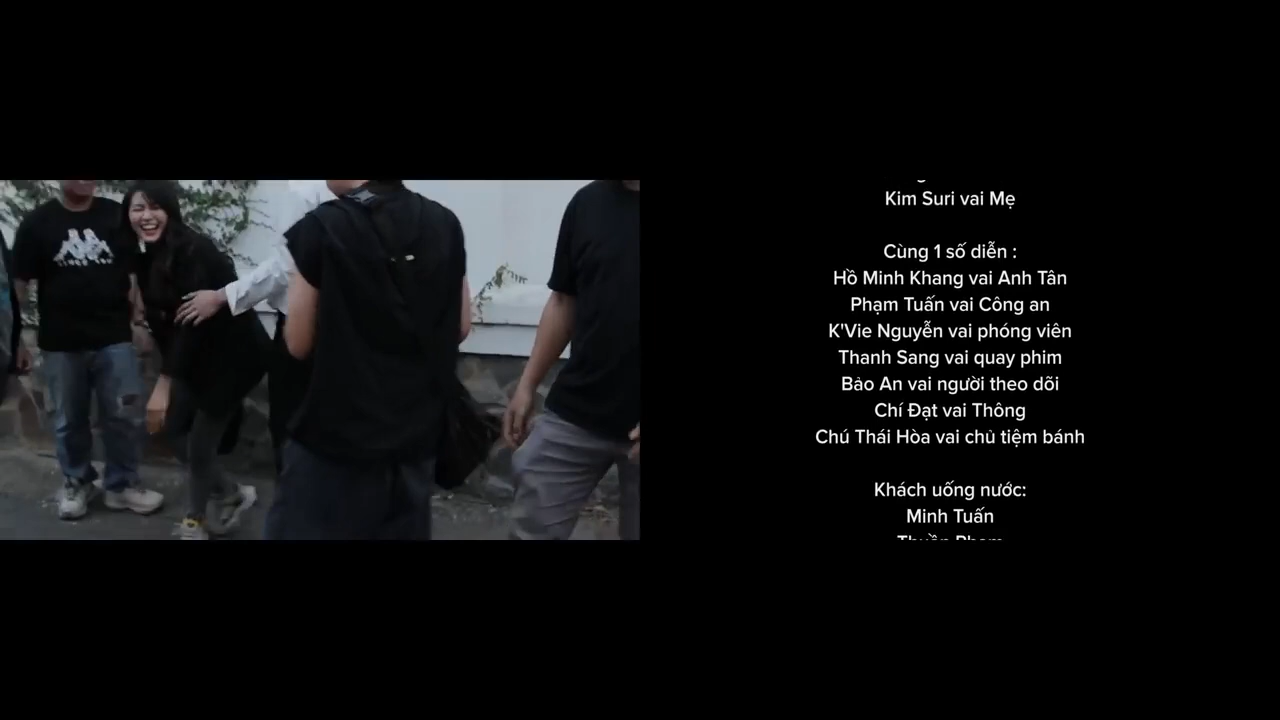 Kim Suri vai Mẹ
Cùng 1 số diễn :
Hồ Minh Khang vai Anh Tân
Phạm Tuấn vai Công an
K'Vie Nguyễn vai phóng viên
Thanh Sang vai quay phim
Bảo An vai người theo dõi
Chí Đạt vai Thông
Chú Thái Hòa vai chủ tiệm bánh
Khách uống nước:
Minh Tuấn